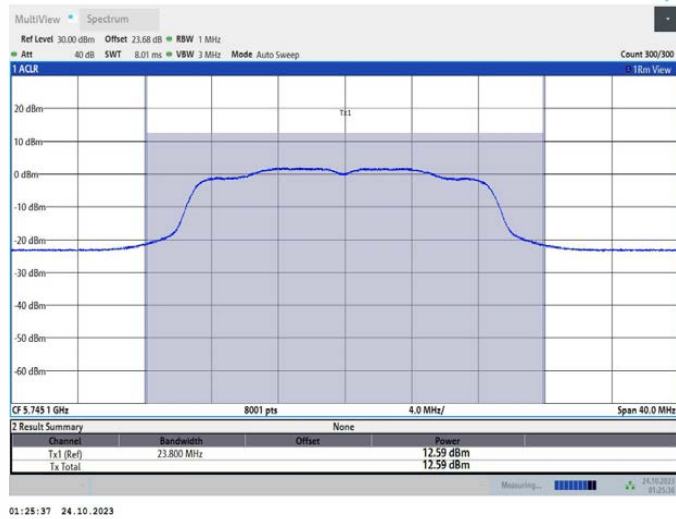 MultiView Spectrum
Ref Level 30.00 dBm Offset 23.68 dB RBW 1 MHz
Att 40 dB SWT 8.01 ms VBW 3 MHz Mode Auto Sweep Count 300/300
1 ACLR 1Rm View
20 dBm
Tx1
10 dBm
0 dBm
-10 dBm
-20 dBm
-30 dBm
-40 dBm
-50 dBm
-60 dBm
CF 5.745 1 GHz 8001 pts 4.0 MHz/ Span 40.0 MHz
2 Result Summary None
Channel Bandwidth Offset Power
Tx1 (Ref) 23.800 MHz 12.59 dBm
Tx Total 12.59 dBm
Measuring... 24.10.2023
01:25:36
01:25:37 24.10.2023